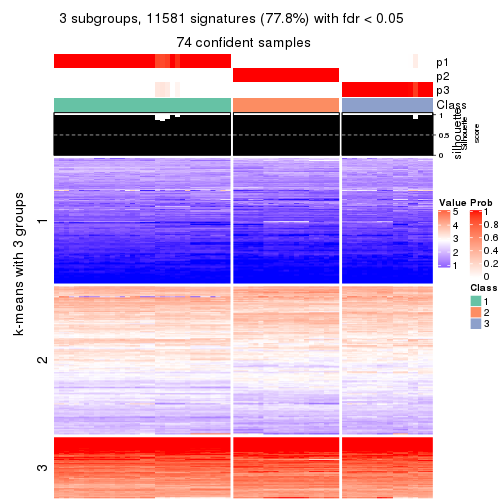 3 subgroups, 11581 signatures (77.8%) with fdr < 0.05
74 confident samples
p1
p2
p3
Class
1
0.5
0
silhouette
Silhouette
score
k-means with 3 groups
1
2
3
Value
5
4
3
2
1
Prob
1
0.8
0.6
0.4
0.2
0
Class
1
2
3